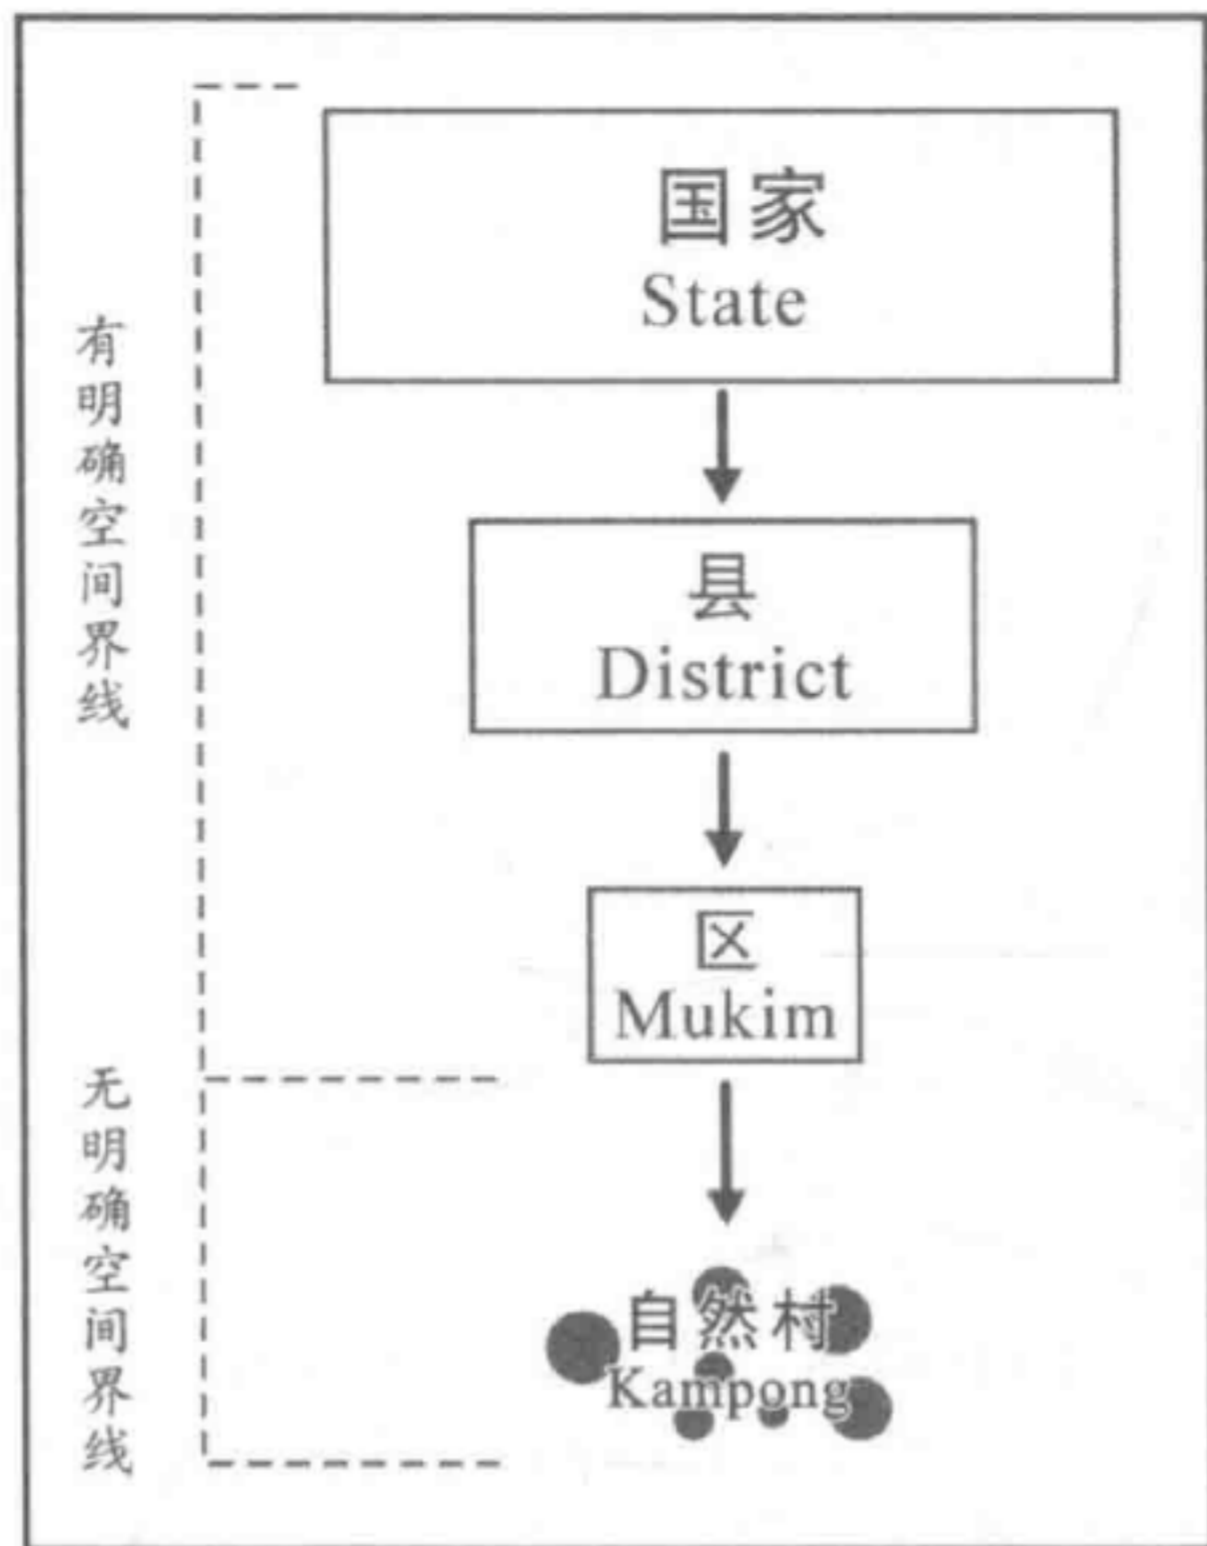 有明确空间界线
国家
State
县
District
区
Mukim
无明确空间界线
自然村
Kampong